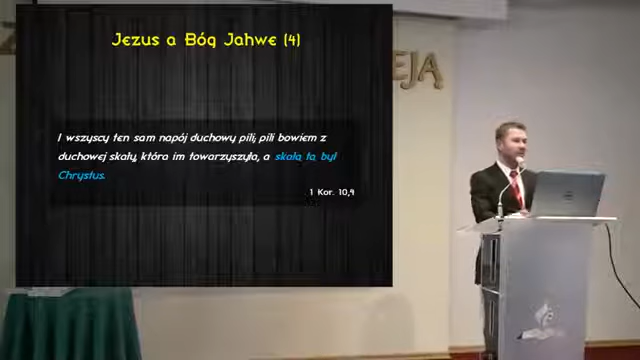 Jezus a Bóg Jahwe (4)
EJA
I wszyscy ten sam napój duchowy pili; pili bowiem z
duchowej skały, która im towarzyszyła, a skałą tą był
Chrystus.
1 Kor. 10,4